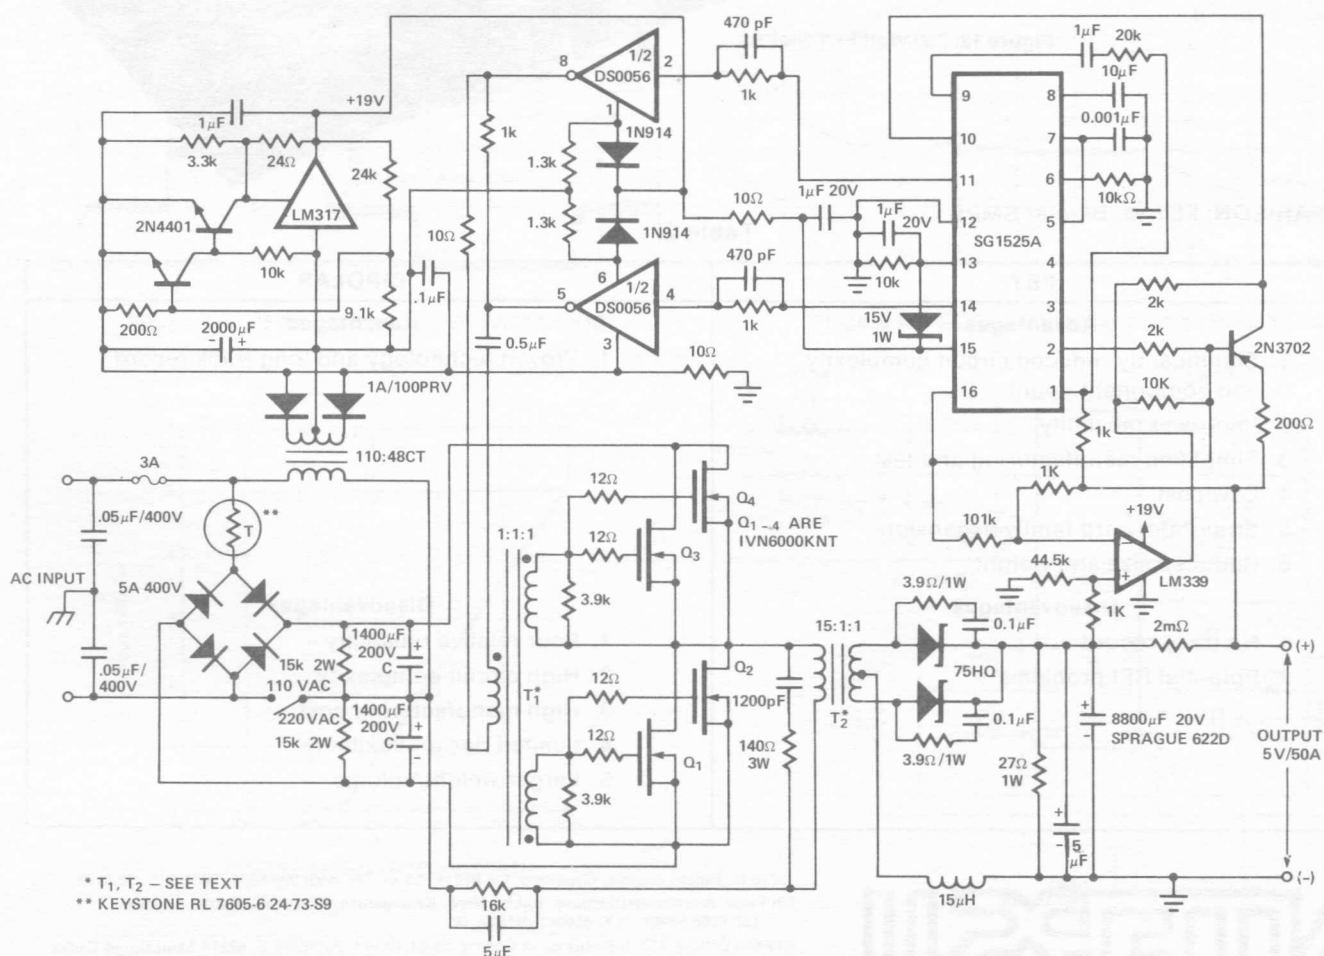 470 pF
1μF
20k
8
1/2
DS0056
2
9
8
10μF
+19V
1
1k
0.001μF
1μF
1k
1N914
10
7
3.3k
24Ω
1.3k
24k
11
6
10kΩ
LM317
1μF 20V
10Ω
12
5
1μF
20V
2N4401
1.3k
1N914
SG1525A
10Ω
470 pF
13
4
10k
6
1/2
DS0056
10k
.1μF
5
4
14
3
2k
200Ω
2000μF
9.1k
15V
1W
2k
1k
2N3702
- +
3
0.5μF
10Ω
15
2
1A/100PRV
16
10K
200Ω
1k
110:48CT
3A
12Ω
1K
**
Q4
.05μF/400V
T
Q1-4 ARE
IVN6000KNT
101k
+19V
1:1:1
12Ω
Q3
44.5k
AC INPUT
5A 400V
LM339
3.9Ω/1W
3.9k
1K
0.1μF
2mΩ
15:1:1
(+)
1400μF
200V
C
.05μF/
400V
15k 2W
75HQ
Q2
12Ω
110 VAC
T1*
1200pF
220VAC
1400μF
200V
C
T2*
0.1μF
8800μF 20V
SPRAGUE 622D
OUTPUT
5V/50A
15k 2W
12Ω
140Ω
3W
3.9Ω/1W
27Ω
1W
Q1
3.9k
5
μF
* T1, T2 – SEE TEXT
** KEYSTONE RL 7605-6 24-73-S9
(-)
16k
15μH
5μF